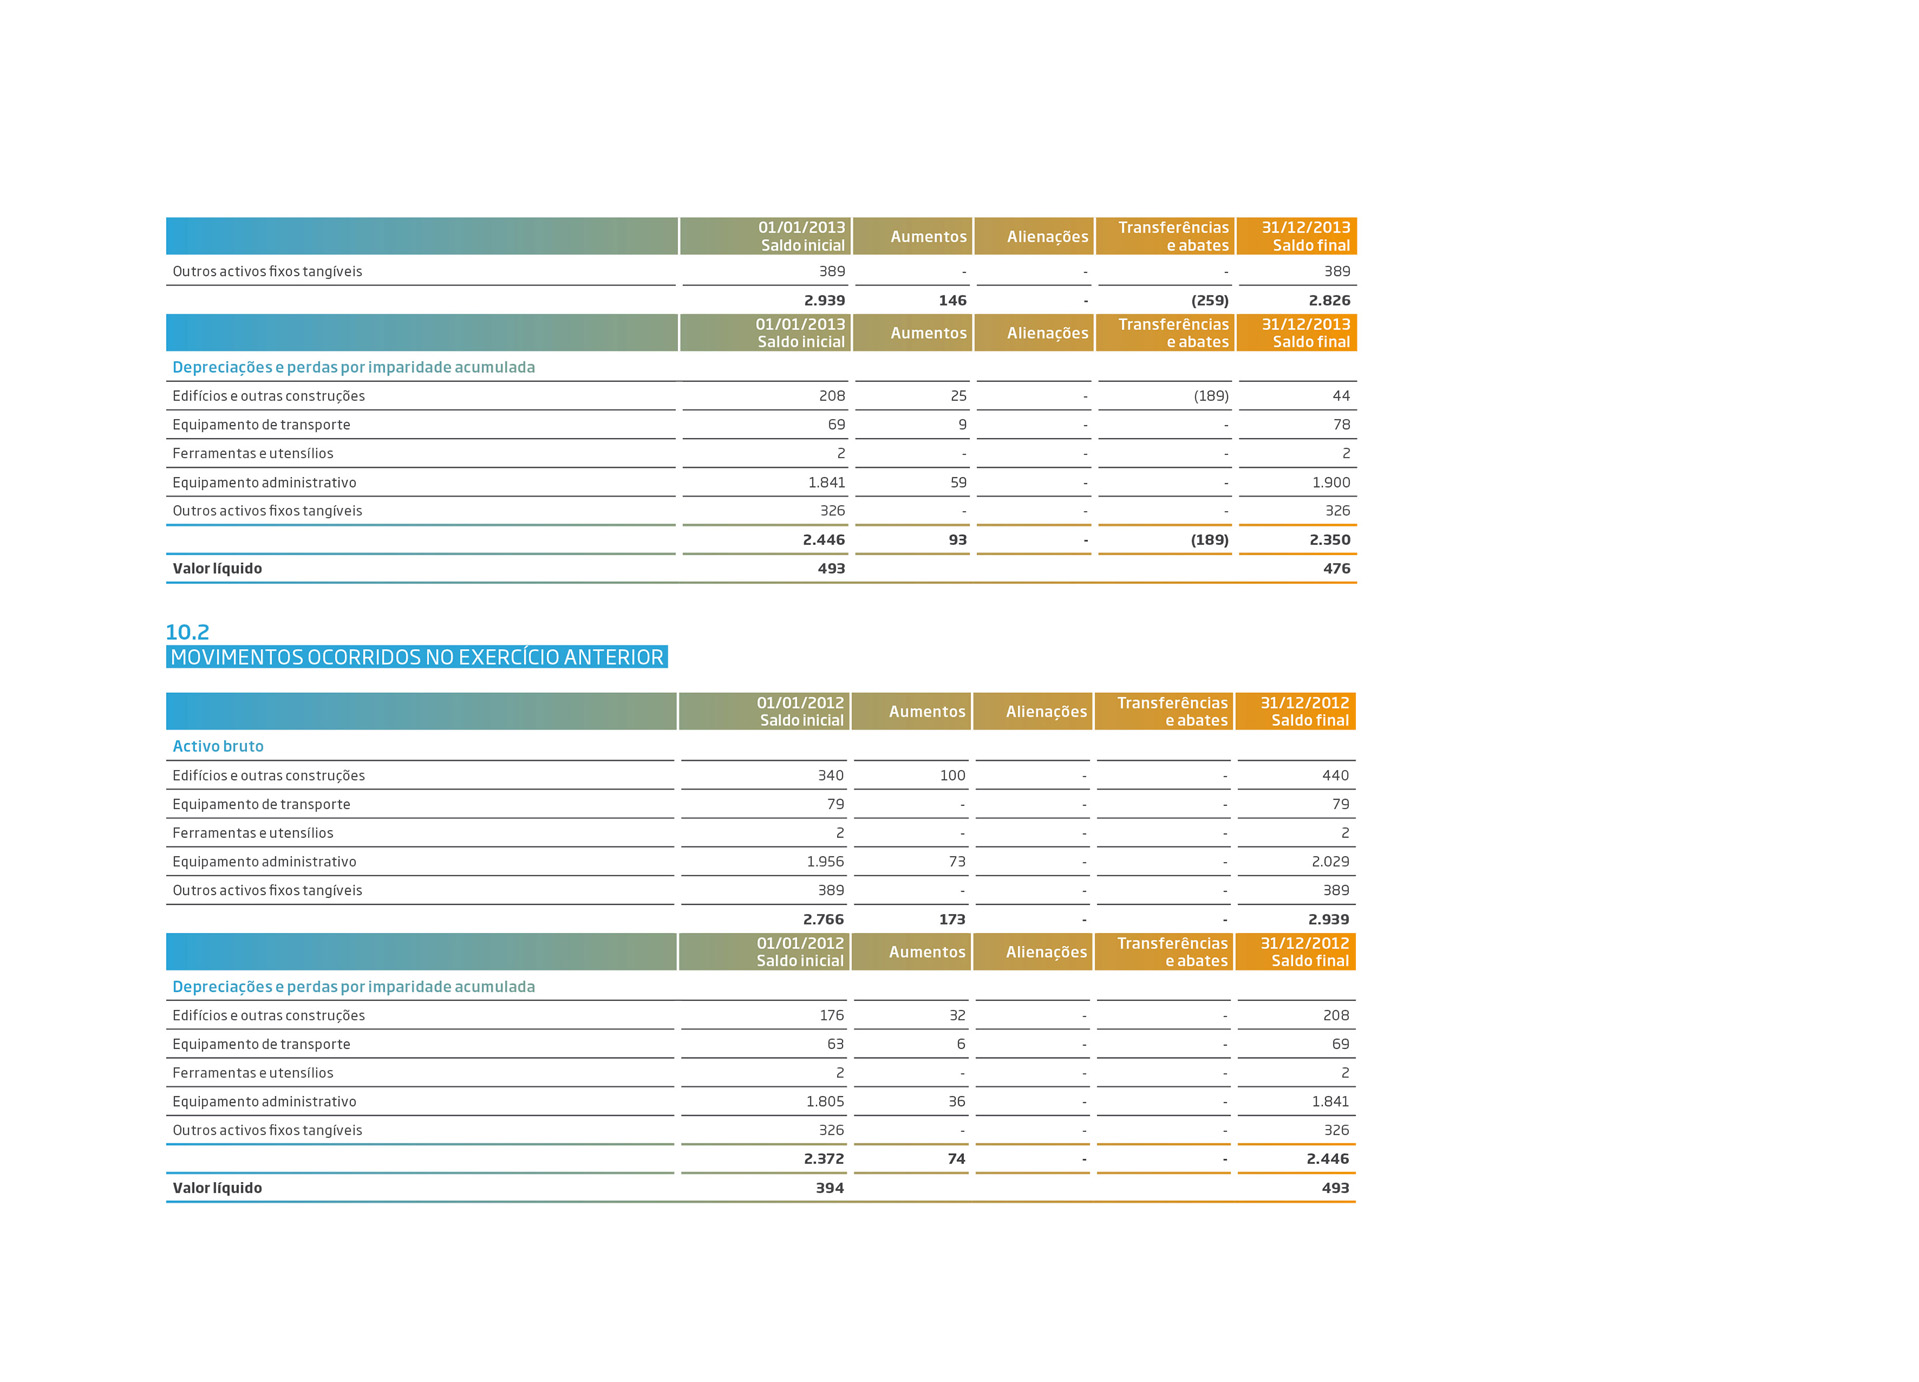 01/01/2013 Saldo inicial Aumentos Alienações Transferências e abates 31/12/2013 Saldo final
Outros activos fixos tangíveis 389 - - - 389
2.939 146 - (259) 2.826
01/01/2013 Saldo inicial Aumentos Alienações Transferências e abates 31/12/2013 Saldo final
Depreciações e perdas por imparidade acumulada
Edifícios e outras construções 208 25 - (189) 44
Equipamento de transporte 69 9 - - 78
Ferramentas e utensílios 2 - - - 2
Equipamento administrativo 1.841 59 - - 1.900
Outros activos fixos tangíveis 326 - - - 326
2.446 93 - (189) 2.350
Valor líquido 493 476
10.2
MOVIMENTOS OCORRIDOS NO EXERCÍCIO ANTERIOR
01/01/2012 Saldo inicial Aumentos Alienações Transferências e abates 31/12/2012 Saldo final
Activo bruto
Edifícios e outras construções 340 100 - - 440
Equipamento de transporte 79 - - - 79
Ferramentas e utensílios 2 - - - 2
Equipamento administrativo 1.956 73 - - 2.029
Outros activos fixos tangíveis 389 - - - 389
2.766 173 - - 2.939
01/01/2012 Saldo inicial Aumentos Alienações Transferências e abates 31/12/2012 Saldo final
Depreciações e perdas por imparidade acumulada
Edifícios e outras construções 176 32 - - 208
Equipamento de transporte 63 6 - - 69
Ferramentas e utensílios 2 - - - 2
Equipamento administrativo 1.805 36 - - 1.841
Outros activos fixos tangíveis 326 - - - 326
2.372 74 - - 2.446
Valor líquido 394 493